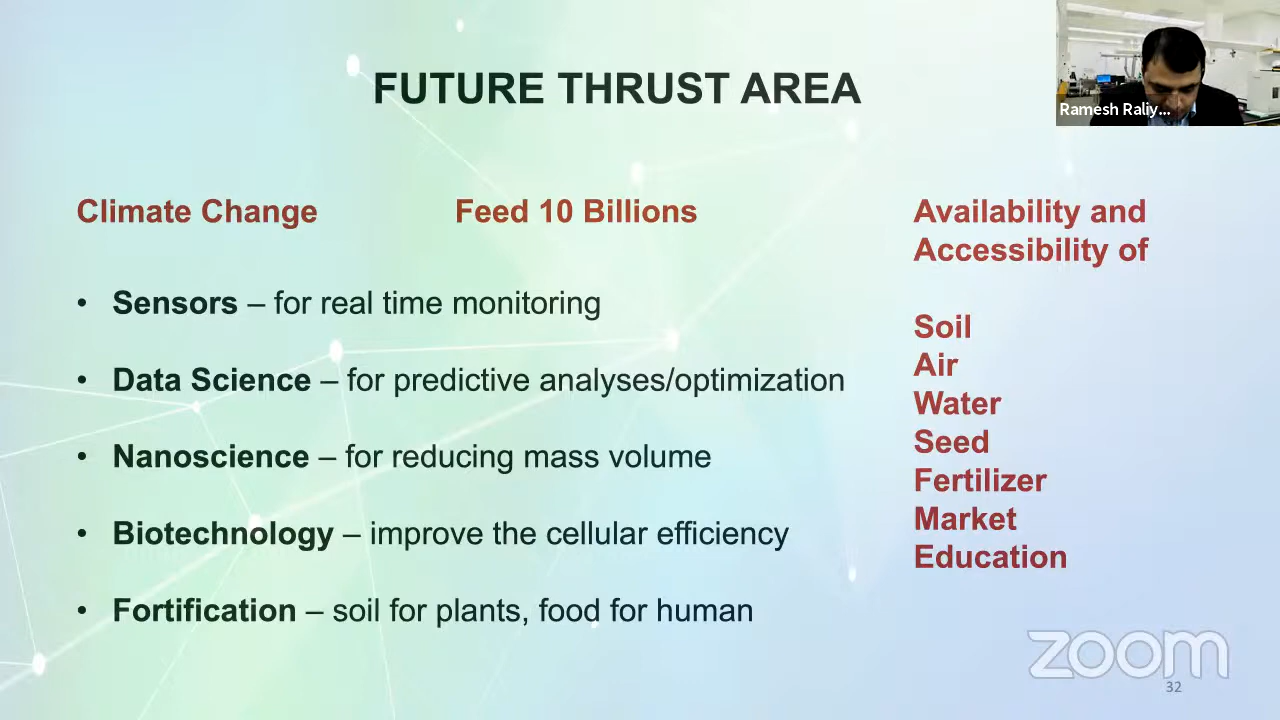 FUTURE THRUST AREA
Ramesh Raliy...
Climate Change
Feed 10 Billions
Availability and
Accessibility of
• Sensors – for real time monitoring
• Data Science – for predictive analyses/optimization
• Nanoscience – for reducing mass volume
• Biotechnology – improve the cellular efficiency
• Fortification – soil for plants, food for human
Soil
Air
Water
Seed
Fertilizer
Market
Education
zoom
32